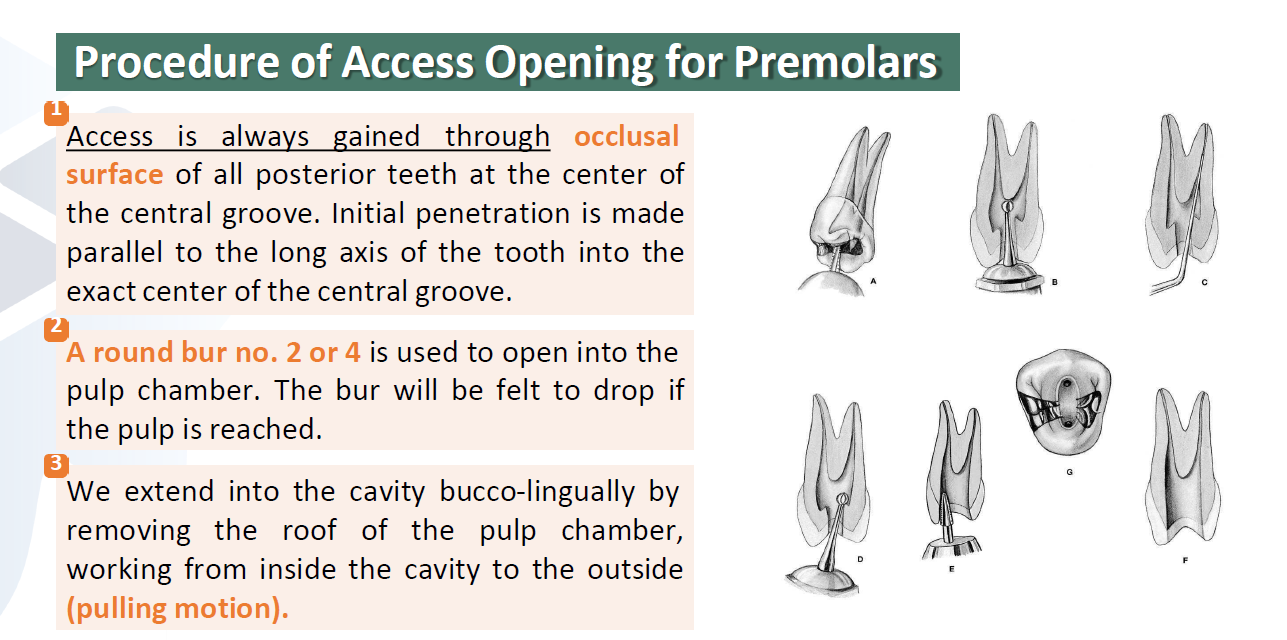 Procedure of Access Opening for Premolars
1
Access is always gained through occlusal
surface of all posterior teeth at the center of
the central groove. Initial penetration is made
parallel to the long axis of the tooth into the
exact center of the central groove.
2
A round bur no. 2 or 4 is used to open into the
pulp chamber. The bur will be felt to drop if
the pulp is reached.
3
We extend into the cavity bucco-lingually by
removing the roof of the pulp chamber,
working from inside the cavity to the outside
(pulling motion).
A
B
C
D
E
G
F